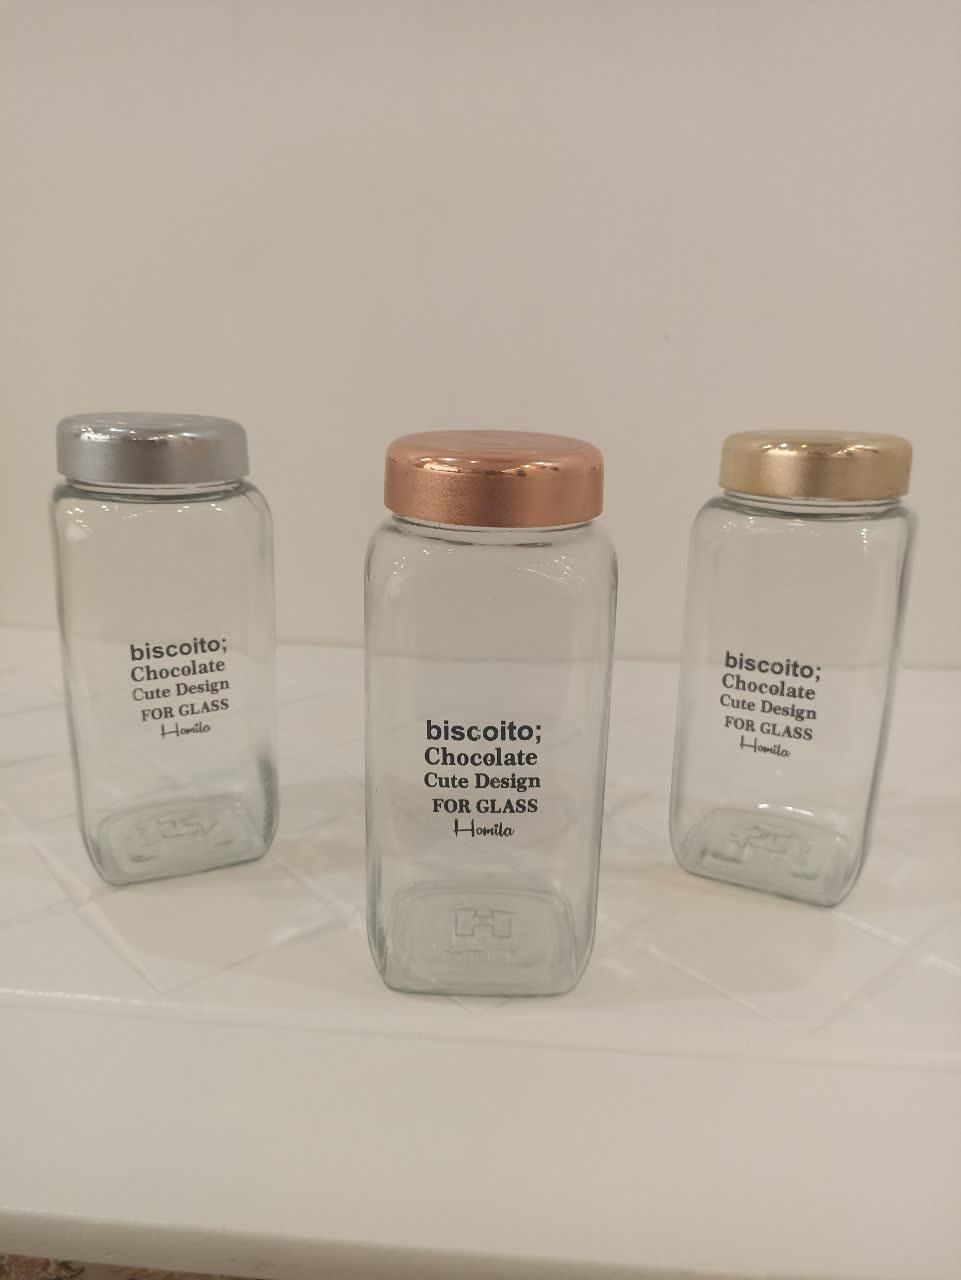 biscoito;
Chocolate
Cute Design
FOR GLASS
Homila
biscoito;
Chocolate
Cute Design
FOR GLASS
Homila
biscoito;
Chocolate
Cute Design
FOR GLASS
Homila
H